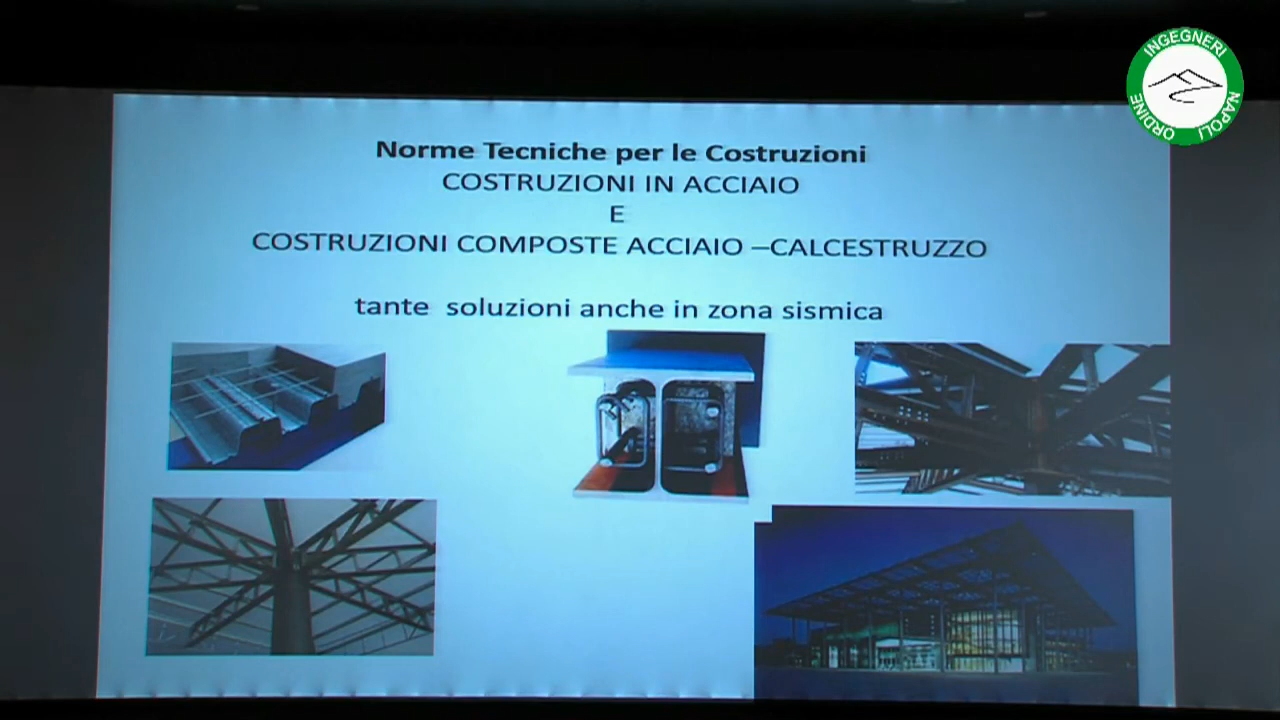 INGEGNERI
ORDINE NAPOLI
Norme Tecniche per le Costruzioni
COSTRUZIONI IN ACCIAIO
E
COSTRUZIONI COMPOSTE ACCIAIO –CALCESTRUZZO
tante soluzioni anche in zona sismica